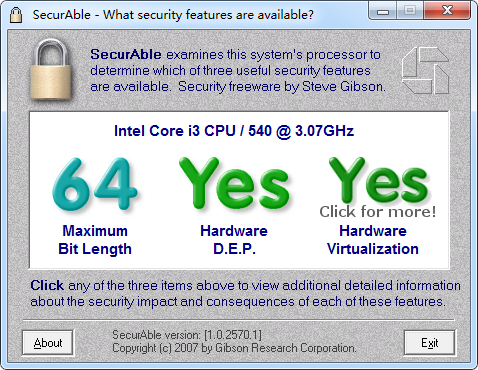 SecurAble - What security features are available?
SecurAble examines this system's processor to
determine which of three useful security features
are available. Security freeware by Steve Gibson.
Intel Core i3 CPU / 540 @ 3.07GHz
64 Yes Yes
Click for more!
Maximum Hardware Hardware
Bit Length D.E.P. Virtualization
Click any of the three items above to view additional detailed information
about the security impact and consequences of each of these features.
About
SecurAble version: [1.0.2570.1]
Copyright (c) 2007 by Gibson Research Corporation.
Exit